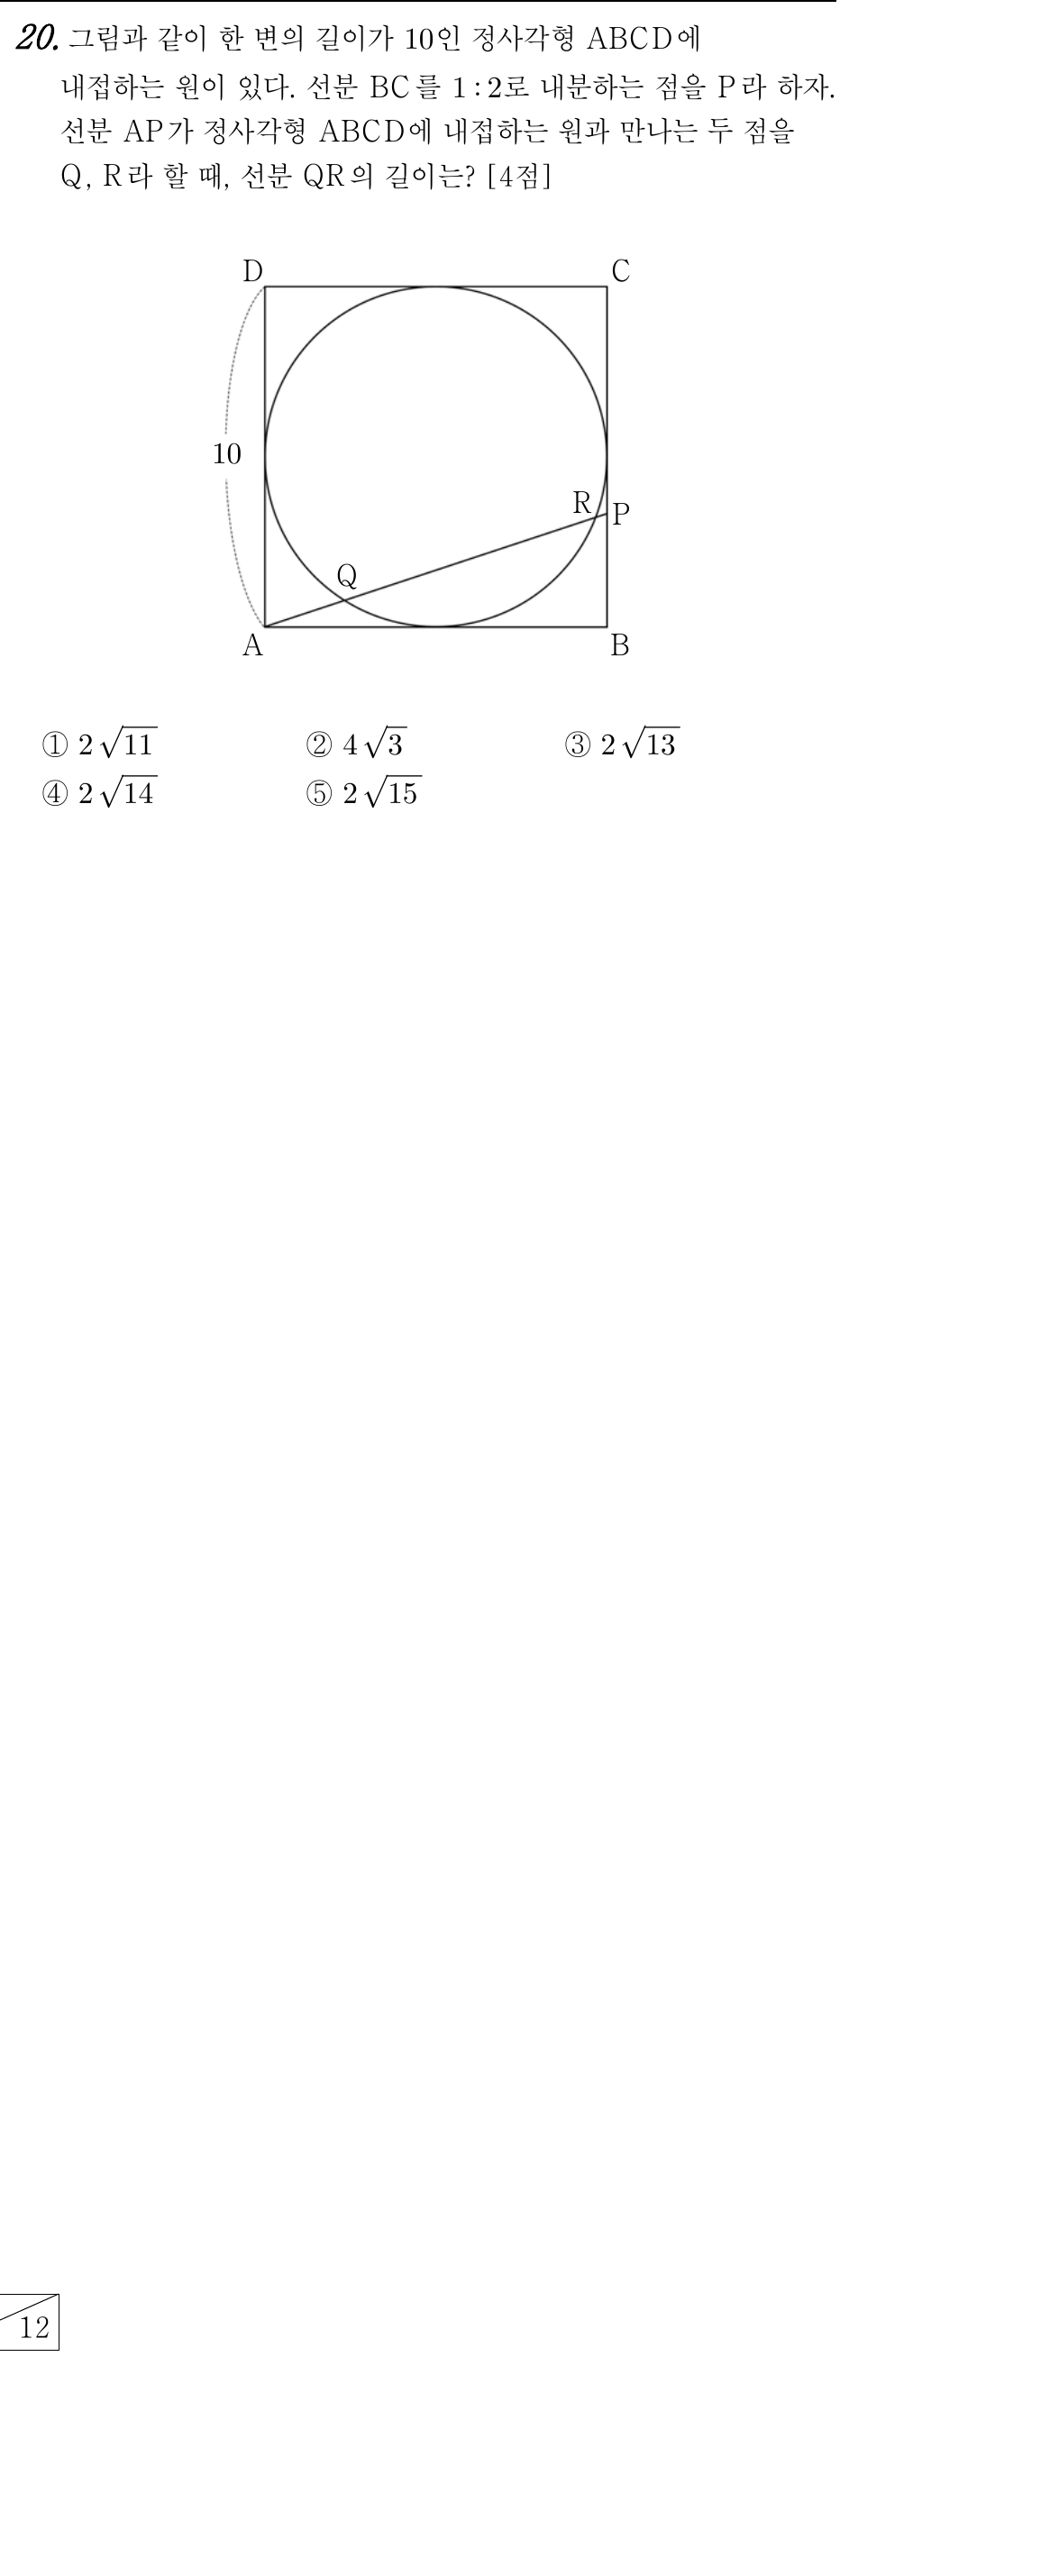 20. 그림과 같이 한 변의 길이가 10인 정사각형 ABCD에
내접하는 원이 있다. 선분 BC를 1 : 2로 내분하는 점을 P라 하자.
선분 AP가 정사각형 ABCD에 내접하는 원과 만나는 두 점을
Q, R라 할 때, 선분 QR의 길이는? [4점]
D C
10
R P
Q
A B
① 2√11 ② 4√3 ③ 2√13
④ 2√14 ⑤ 2√15
12